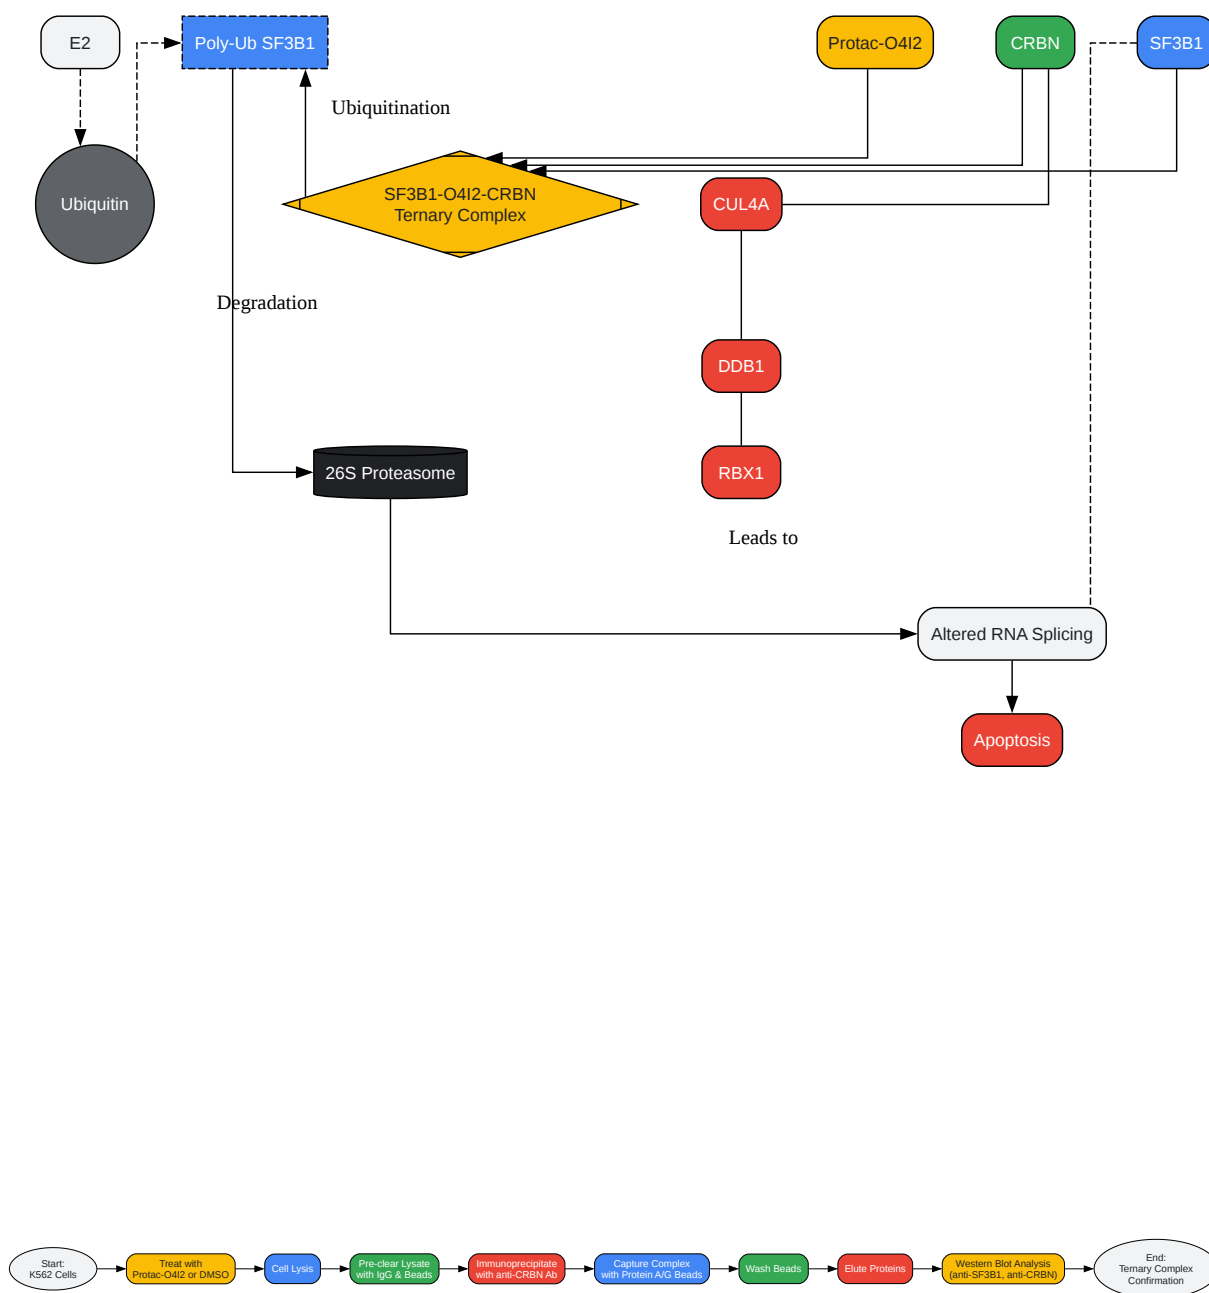 E2
Poly-Ub SF3B1
Protac-O4I2
CRBN
SF3B1
Ubiquitination
Ubiquitin
SF3B1-O4I2-CRBN
Ternary Complex
CUL4A
Degradation
DDB1
26S Proteasome
RBX1
Leads to
Altered RNA Splicing
Apoptosis
Start:
K562 Cells
Treat with
Protac-O4I2 or DMSO
Cell Lysis
Pre-clear Lysate
with IgG & Beads
Immunoprecipitate
with anti-CRBN Ab
Capture Complex
with Protein A/G Beads
Wash Beads
Elute Proteins
Western Blot Analysis
(anti-SF3B1, anti-CRBN)
End:
Ternary Complex
Confirmation